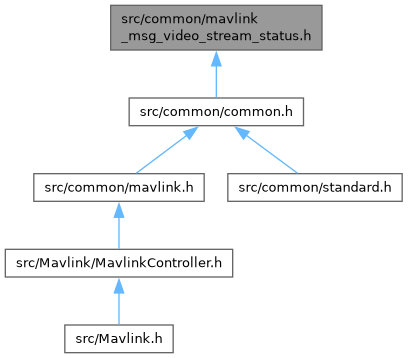 src/common/mavlink
_msg_video_stream_status.h
src/common/common.h
src/common/mavlink.h
src/common/standard.h
src/Mavlink/MavlinkController.h
src/Mavlink.h